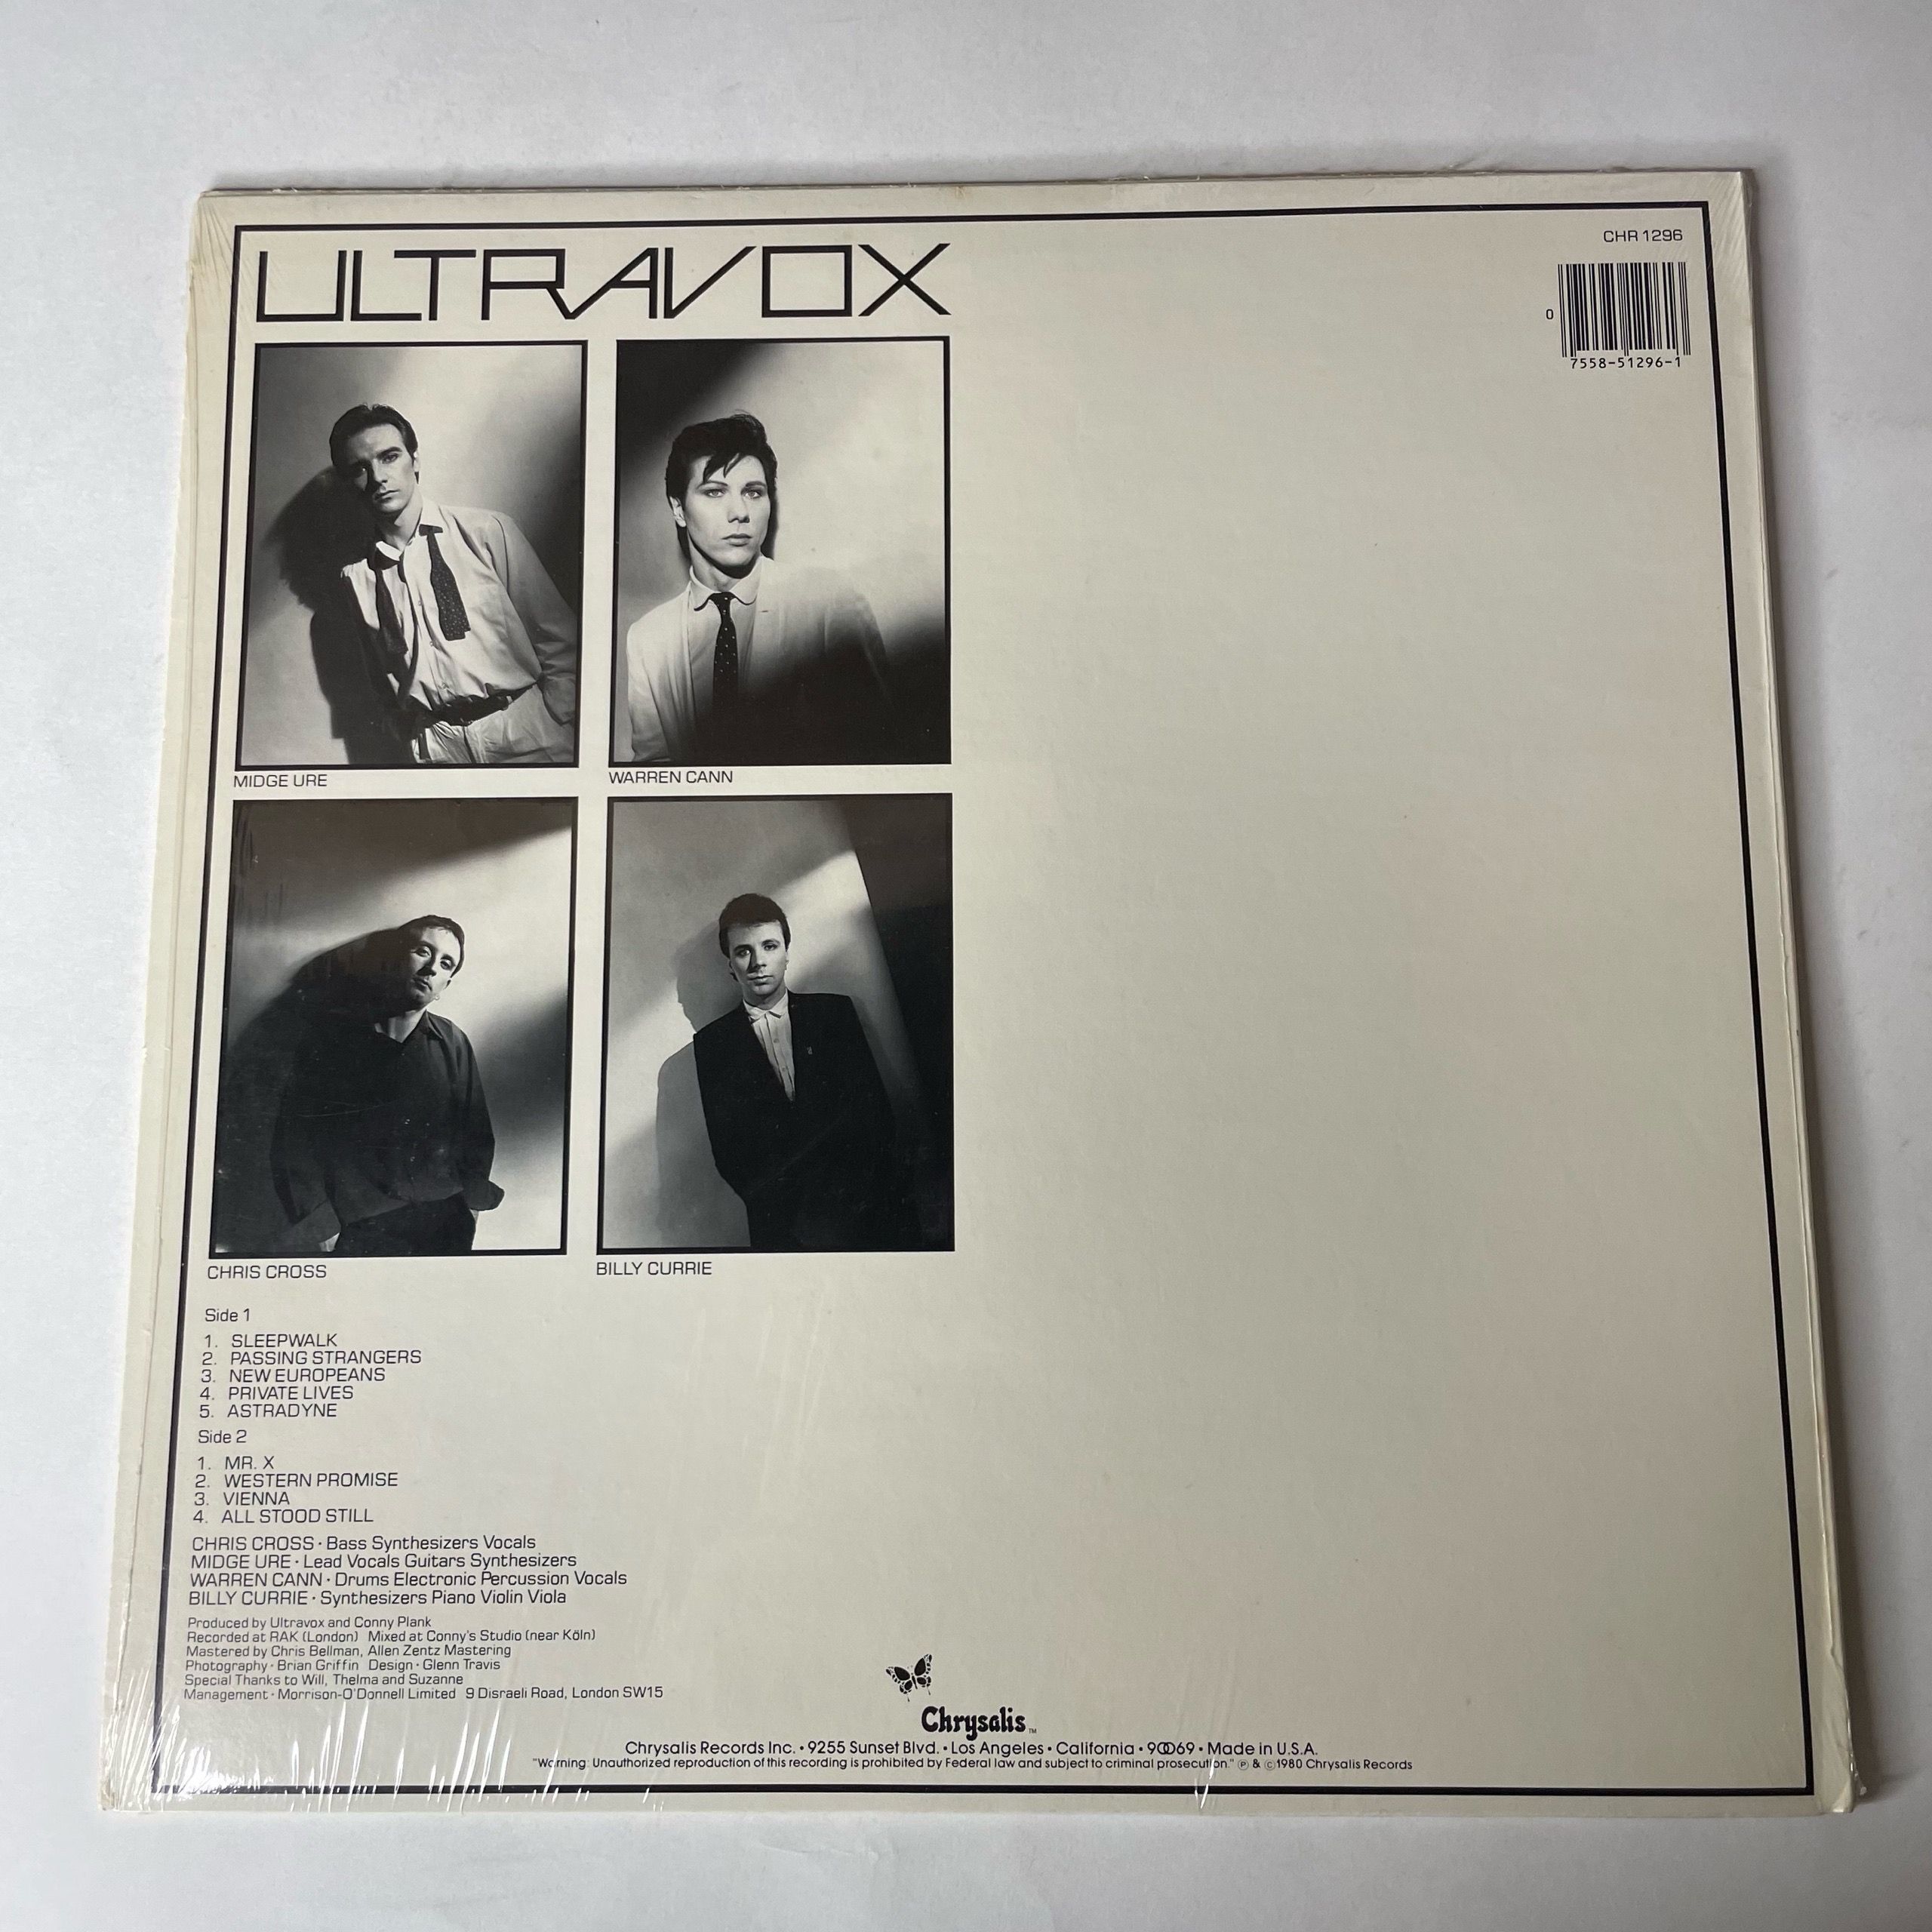 ULTRAVOX
CHR 1296
0
7558-51296-1
MIDGE URE
WARREN CANN
CHRIS CROSS
BILLY CURRIE
Side 1
1. SLEEPWALK
2. PASSING STRANGERS
3. NEW EUROPEANS
4. PRIVATE LIVES
5. ASTRADYNE
Side 2
1. MR. X
2. WESTERN PROMISE
3. VIENNA
4. ALL STOOD STILL
CHRIS CROSS · Bass Synthesizers Vocals
MIDGE URE · Lead Vocals Guitars Synthesizers
WARREN CANN · Drums Electronic Percussion Vocals
BILLY CURRIE · Synthesizers Piano Violin Viola
Produced by Ultravox and Conny Plank
Recorded at RAK (London) Mixed at Conny's Studio (near Köln)
Mastered by Chris Bellman, Allen Zentz Mastering
Photography · Brian Griffin Design · Glenn Travis
Special Thanks to Will, Thelma and Suzanne
Management · Morrison-O'Donnell Limited 9 Disraeli Road, London SW15
Chrysalis TM
Chrysalis Records Inc. • 9255 Sunset Blvd. • Los Angeles • California • 90069 • Made in U.S.A.
"Warning: Unauthorized reproduction of this recording is prohibited by Federal law and subject to criminal prosecution." ℗ & ©1980 Chrysalis Records